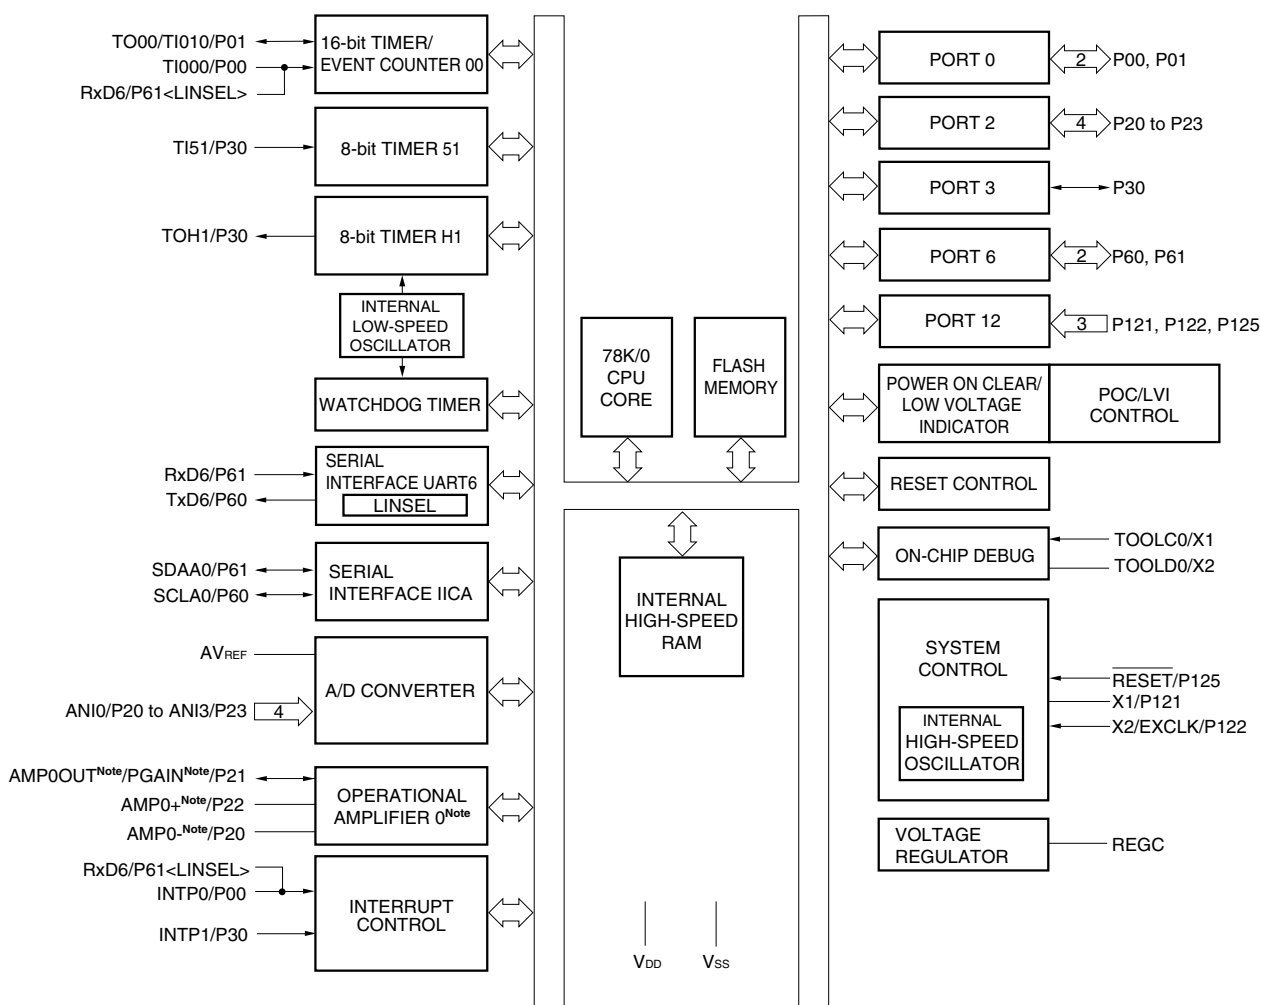 TO00/TI010/P01
TI000/P00
RxD6/P61<LINSEL>
16-bit TIMER/
EVENT COUNTER 00
TI51/P30
8-bit TIMER 51
TOH1/P30
8-bit TIMER H1
INTERNAL
LOW-SPEED
OSCILLATOR
WATCHDOG TIMER
RxD6/P61
TxD6/P60
SERIAL
INTERFACE UART6
LINSEL
SDAA0/P61
SCLA0/P60
SERIAL
INTERFACE IICA
AVREF
ANI0/P20 to ANI3/P23
4
A/D CONVERTER
AMP0OUTNote/PGAINNote/P21
AMP0+Note/P22
AMP0-Note/P20
OPERATIONAL
AMPLIFIER 0Note
RxD6/P61<LINSEL>
INTP0/P00
INTP1/P30
INTERRUPT
CONTROL
78K/0
CPU
CORE
FLASH
MEMORY
INTERNAL
HIGH-SPEED
RAM
VDD
VSS
PORT 0
2
P00, P01
PORT 2
4
P20 to P23
PORT 3
P30
PORT 6
2
P60, P61
PORT 12
3
P121, P122, P125
POWER ON CLEAR/
LOW VOLTAGE
INDICATOR
POC/LVI
CONTROL
RESET CONTROL
ON-CHIP DEBUG
TOOLC0/X1
TOOLD0/X2
SYSTEM
CONTROL
INTERNAL
HIGH-SPEED
OSCILLATOR
RESET/P125
X1/P121
X2/EXCLK/P122
VOLTAGE
REGULATOR
REGC